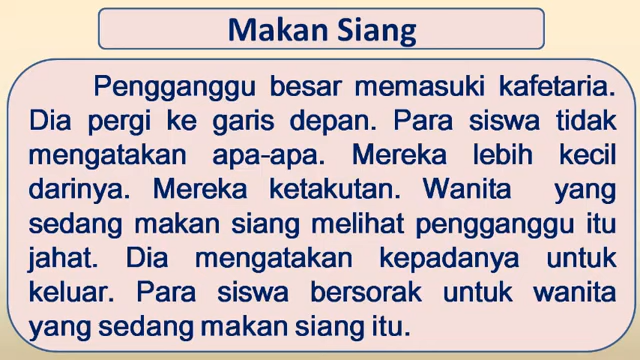 Makan Siang
Pengganggu besar memasuki kafetaria.
Dia pergi ke garis depan. Para siswa tidak
mengatakan apa-apa. Mereka lebih kecil
darinya. Mereka ketakutan. Wanita yang
sedang makan siang melihat pengganggu itu
jahat. Dia mengatakan kepadanya untuk
keluar. Para siswa bersorak untuk wanita
yang sedang makan siang itu.